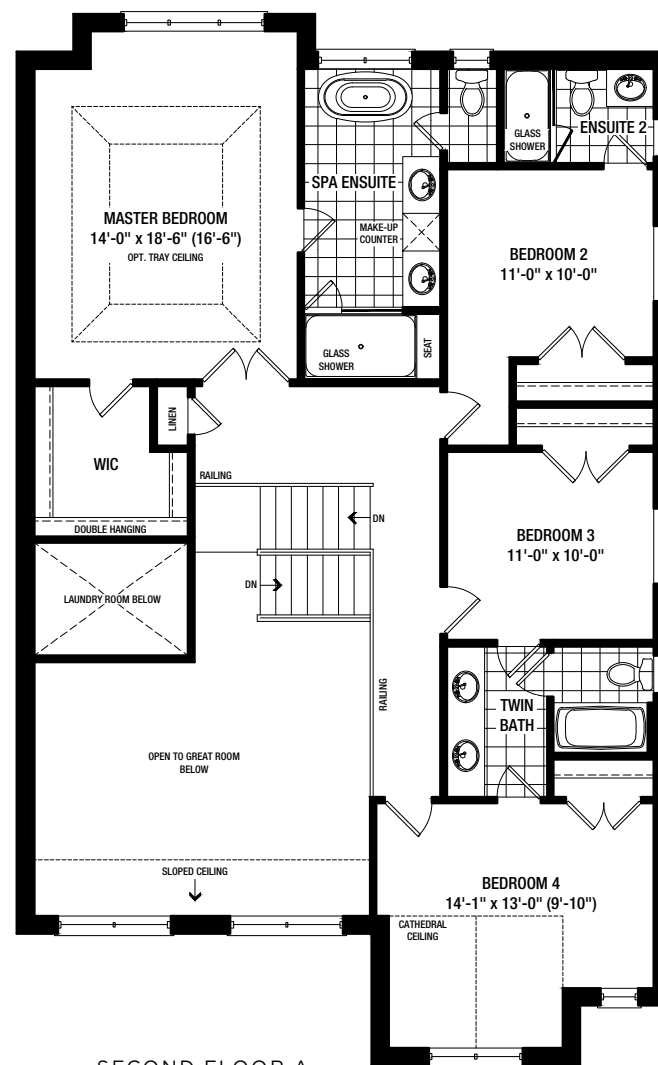 MASTER BEDROOM
14'-0" x 18'-6" (16'-6")
OPT. TRAY CEILING
SPA ENSUITE
MAKE-UP
COUNTER
GLASS
SHOWER
SEAT
GLASS
SHOWER
ENSUITE 2
BEDROOM 2
11'-0" x 10'-0"
WIC
LINEN
DOUBLE HANGING
RAILING
DN
DN
LAUNDRY ROOM BELOW
BEDROOM 3
11'-0" x 10'-0"
RAILING
TWIN
BATH
OPEN TO GREAT ROOM
BELOW
SLOPED CEILING
BEDROOM 4
14'-1" x 13'-0" (9'-10")
CATHEDRAL
CEILING
SECOND FLOOR A